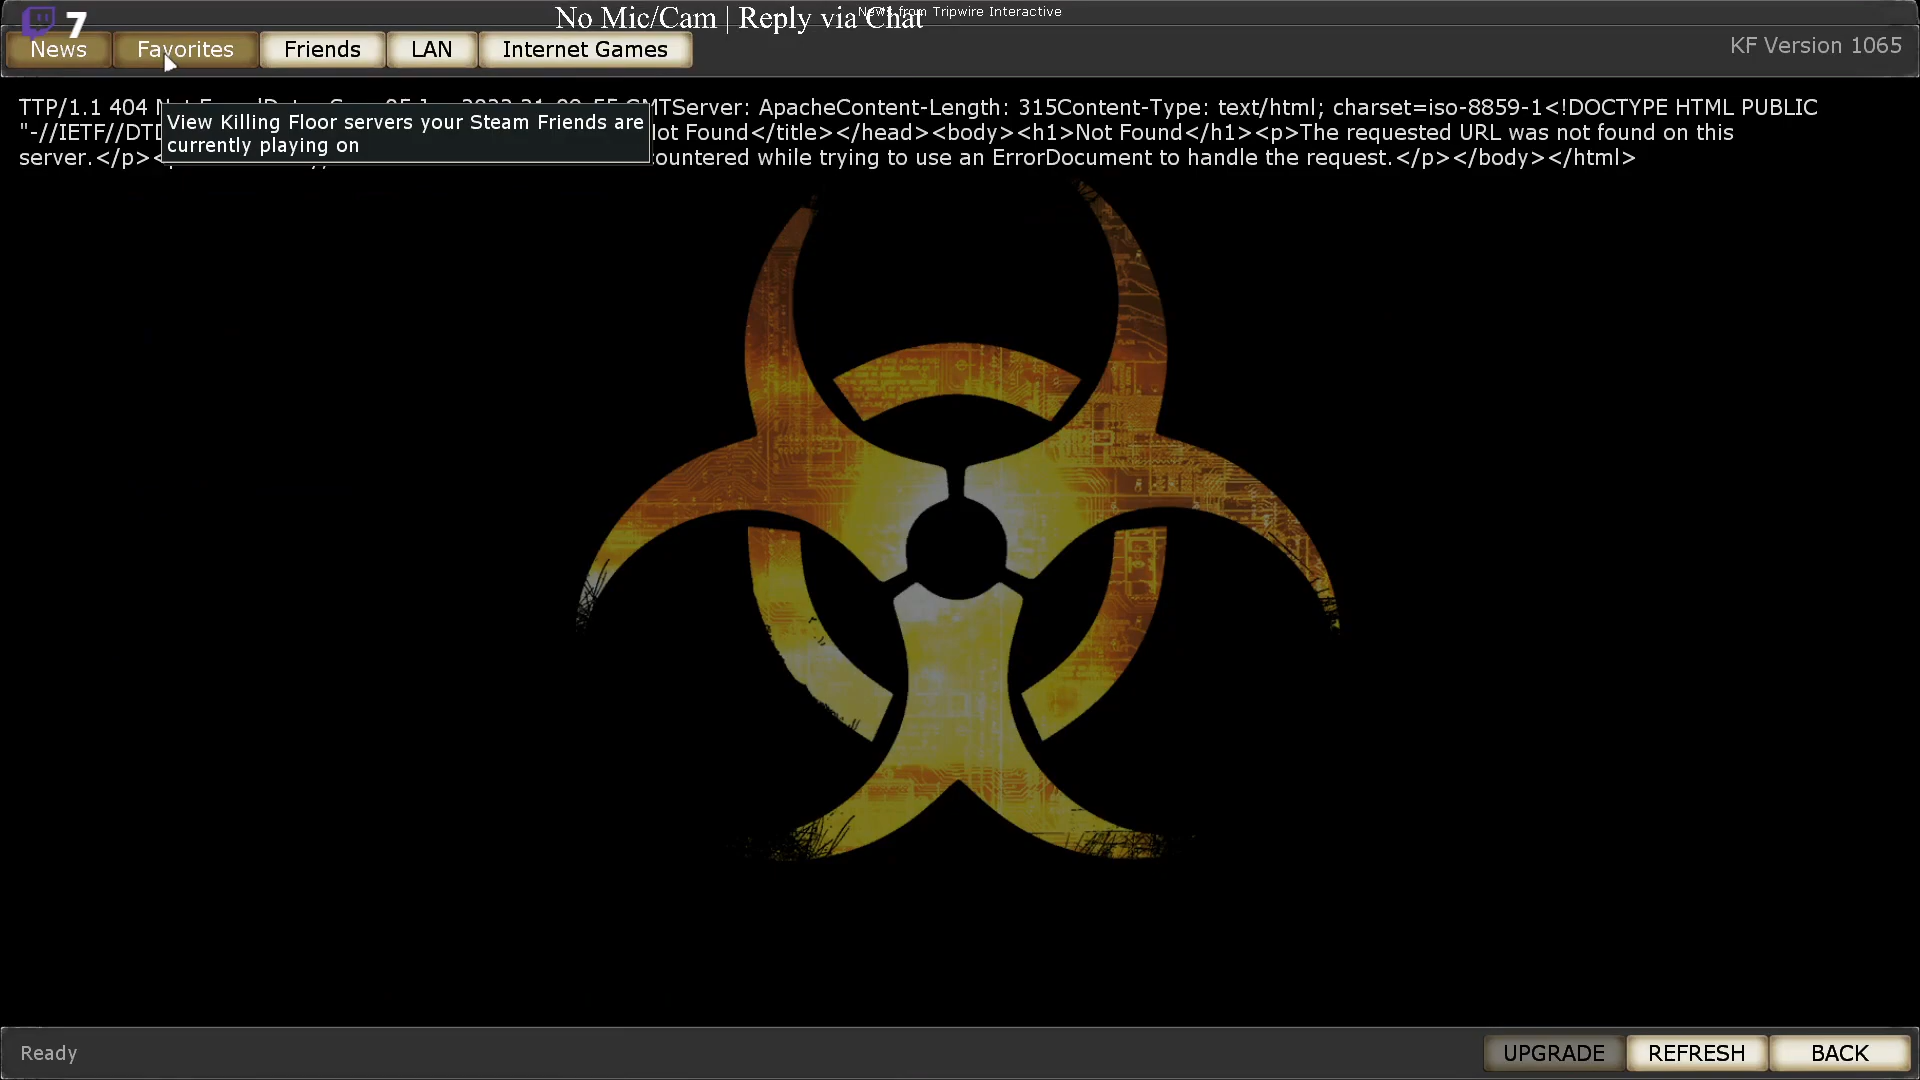 7
No Mic/Cam | Reply via Chat
News from Tripwire Interactive
News
Favorites
Friends
LAN
Internet Games
KF Version 1065
TTP/1.1 404 GMTServer: ApacheContent-Length: 315Content-Type: text/html; charset=iso-8859-1<!DOCTYPE HTML PUBLIC
"-//IETF//DTD ot Found</title></head><body><h1>Not Found</h1><p>The requested URL was not found on this
server.</p>< countered while trying to use an ErrorDocument to handle the request.</p></body></html>
View Killing Floor servers your Steam Friends are
currently playing on
Ready
UPGRADE
REFRESH
BACK